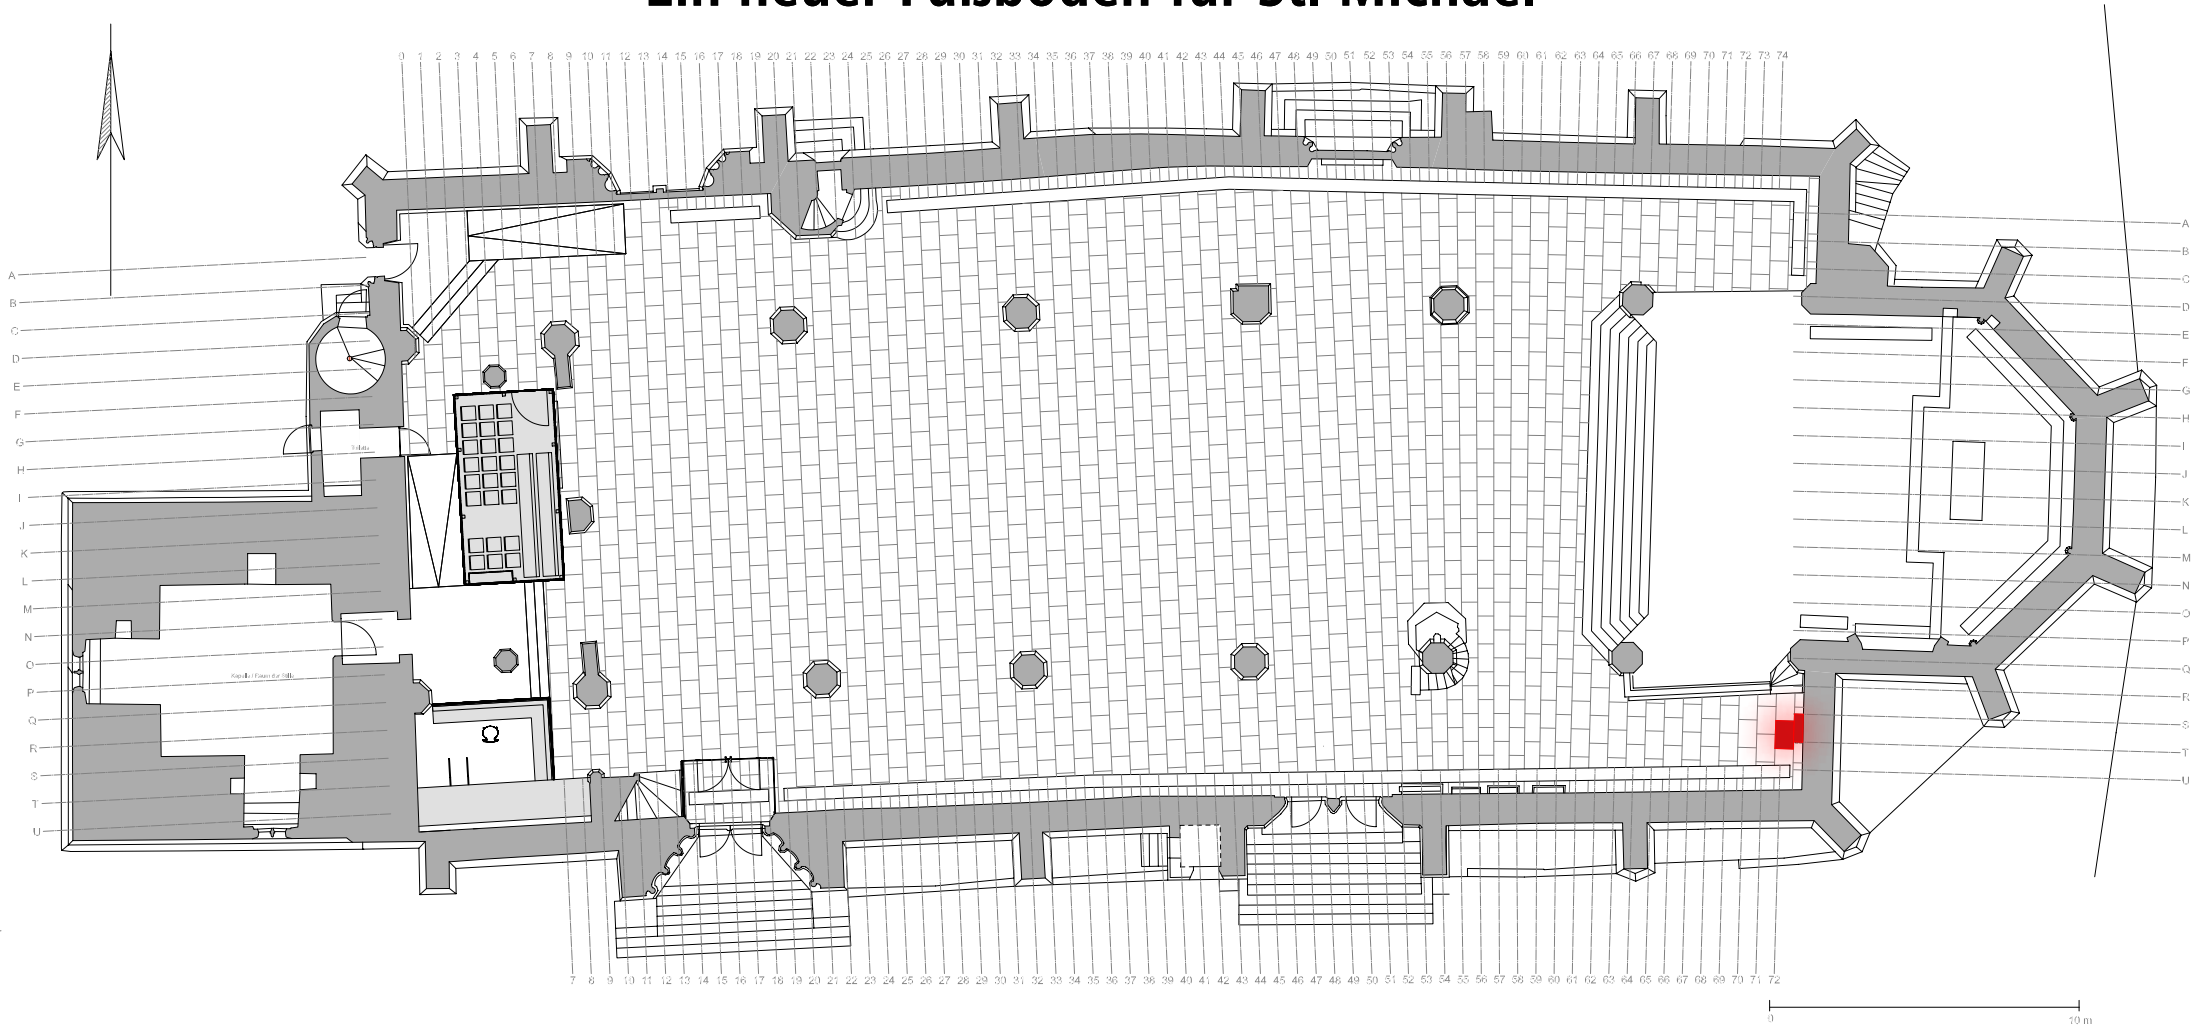 Ein neuer Fußboden für St. Michael
0 1 2 3 4 5 6 7 8 9 10 11 12 13 14 15 16 17 18 19 20 21 22 23 24 25 26 27 28 29 30 31 32 33 34 35 36 37 38 39 40 41 42 43 44 45 46 47 48 49 50 51 52 53 54 55 56 57 58 59 60 61 62 63 64 65 66 67 68 69 70 71 72 73 74
A
B
C
D
E
F
G
H
I
J
K
L
M
N
O
P
Q
R
S
T
U
A
B
C
D
E
F
G
H
I
J
K
L
M
N
O
P
Q
R
S
T
U
7 8 9 10 11 12 13 14 15 16 17 18 19 20 21 22 23 24 25 26 27 28 29 30 31 32 33 34 35 36 37 38 39 40 41 42 43 44 45 46 47 48 49 50 51 52 53 54 55 56 57 58 59 60 61 62 63 64 65 66 67 68 69 70 71 72
0 10 m